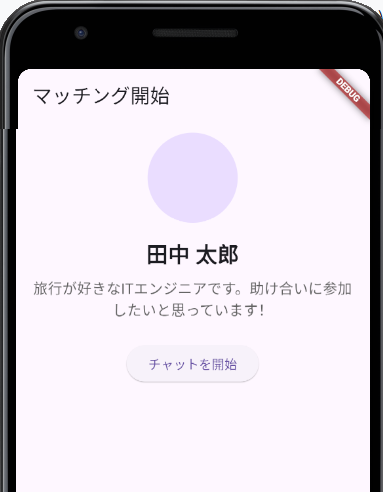 マッチング開始
DEBUG
田中 太郎
旅行が好きなITエンジニアです。助け合いに参加
したいと思っています！
チャットを開始